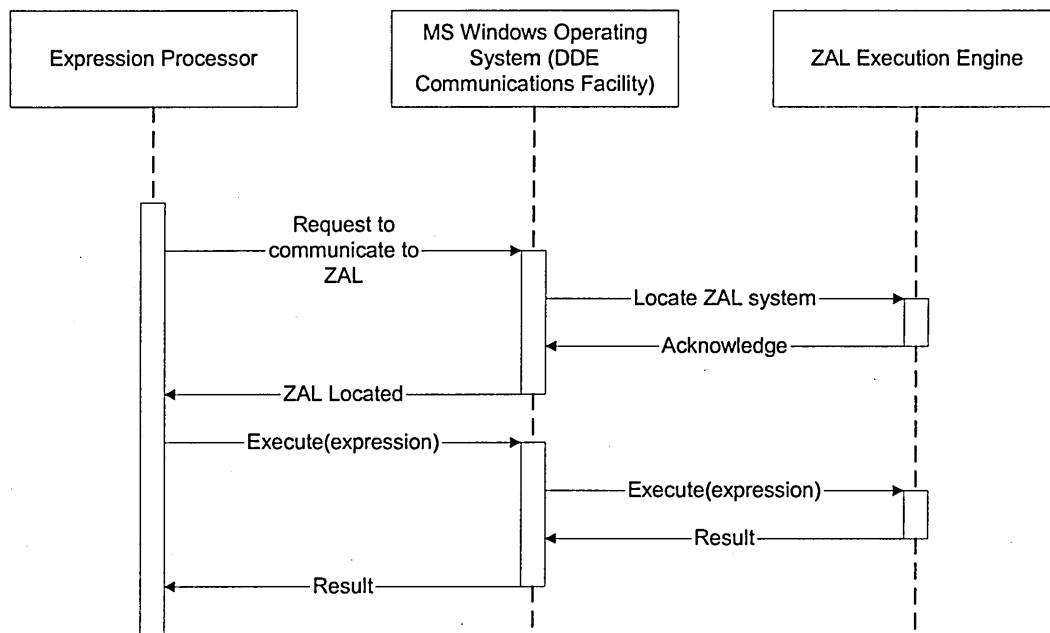 Expression Processor
MS Windows Operating
System (DDE
Communications Facility)
ZAL Execution Engine
Request to
communicate to
ZAL
Locate ZAL system
Acknowledge
ZAL Located
Execute(expression)
Execute(expression)
Result
Result